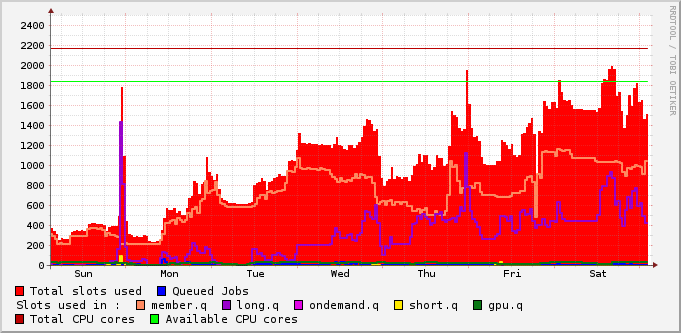 2400
2200
2000
1800
1600
1400
1200
1000
800
600
400
200
0
Sun Mon Tue Wed Thu Fri Sat
Total slots used Queued Jobs
Slots used in : member.q long.q ondemand.q short.q gpu.q
Total CPU cores Available CPU cores
RRDTOOL / TOBI OETIKER